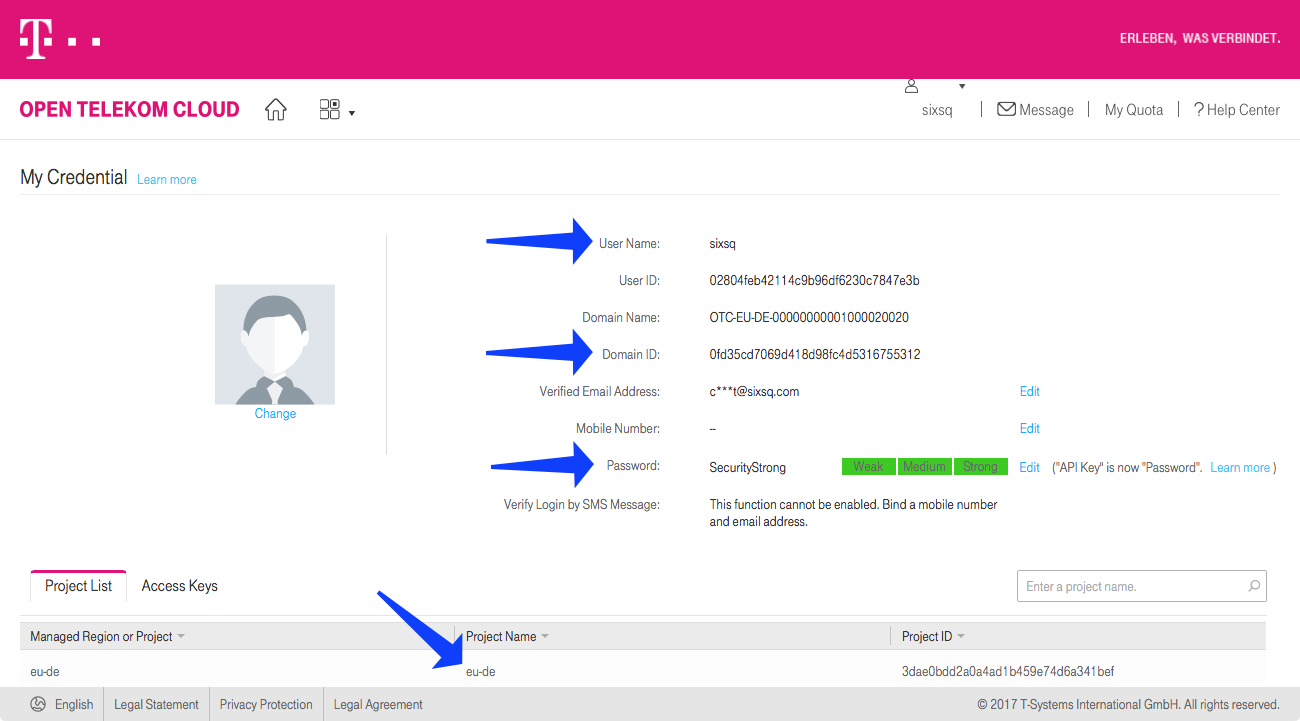 T
ERLEBEN, WAS VERBINDET.
OPEN TELEKOM CLOUD
sixsq | Message | My Quota | ? Help Center
My Credential Learn more
User Name: sixsq
User ID: 02804feb42114c9b96df6230c7847e3b
Domain Name: OTC-EU-DE-00000000001000020020
Domain ID: 0fd35cd7069d418d98fc4d5316755312
Verified Email Address: c***t@sixsq.com Edit
Change
Mobile Number: -- Edit
Password: SecurityStrong Weak Medium Strong Edit ("API Key" is now "Password". Learn more )
Verify Login by SMS Message: This function cannot be enabled. Bind a mobile number
and email address.
Project List Access Keys Enter a project name.
Managed Region or Project Project Name Project ID
eu-de eu-de 3dae0bdd2a0a4ad1b459e74d6a341bef
English Legal Statement Privacy Protection Legal Agreement © 2017 T-Systems International GmbH. All rights reserved.